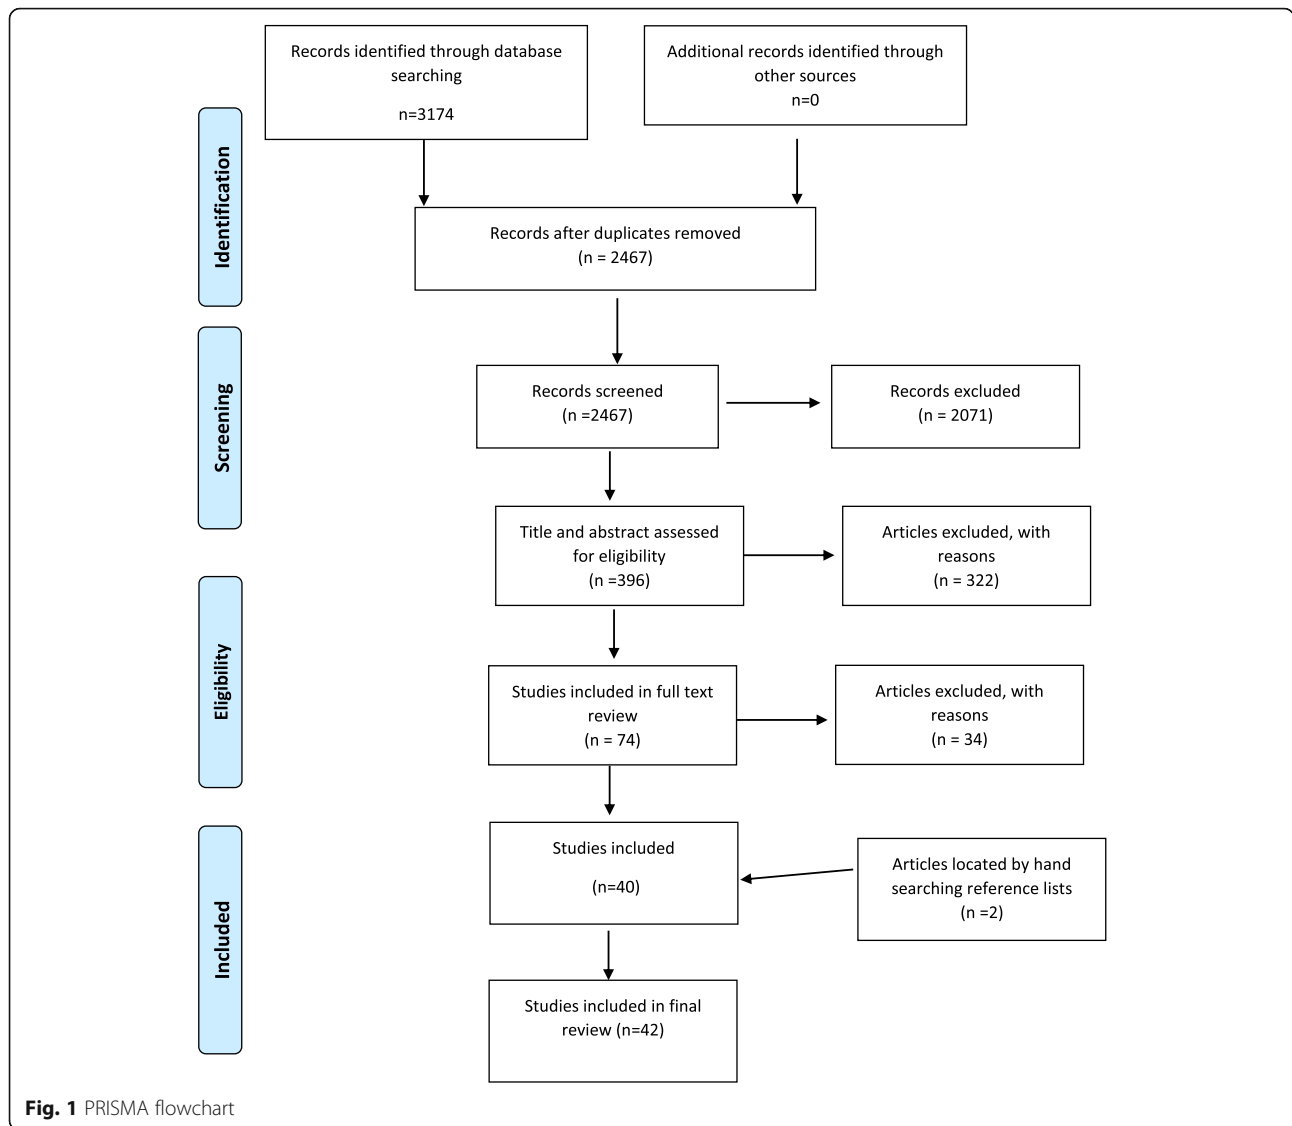 Records identified through database
searching
n=3174
Additional records identified through
other sources
n=0
Identification
Records after duplicates removed
(n = 2467)
Screening
Records screened
(n =2467)
Records excluded
(n = 2071)
Title and abstract assessed
for eligibility
(n =396)
Articles excluded, with
reasons
(n = 322)
Eligibility
Studies included in full text
review
(n = 74)
Articles excluded, with
reasons
(n = 34)
Included
Studies included
(n=40)
Articles located by hand
searching reference lists
(n =2)
Studies included in final
review (n=42)
Fig. 1 PRISMA flowchart